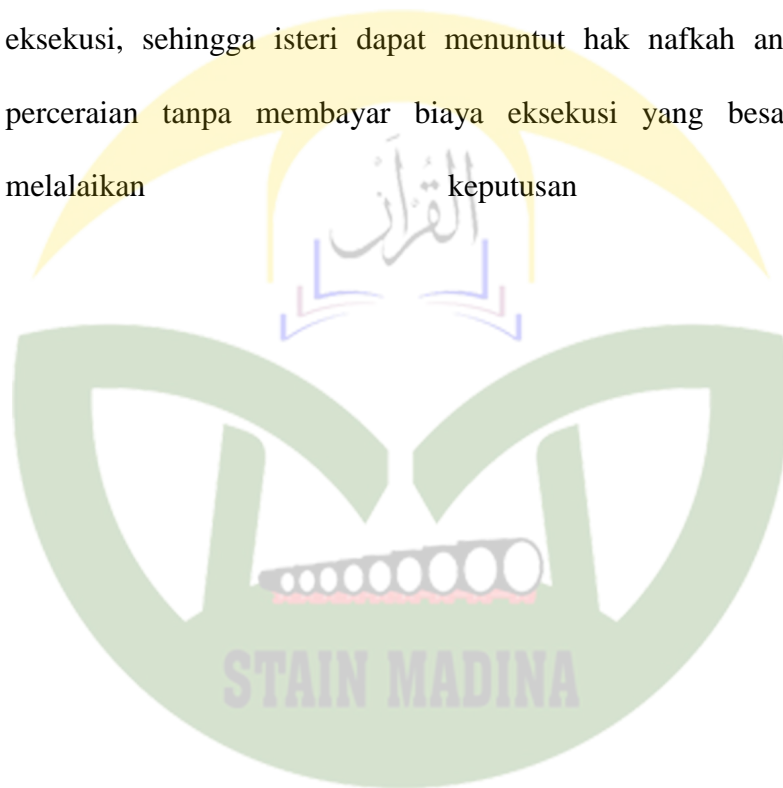 eksekusi, sehingga isteri dapat menuntut hak nafkah an
perceraian tanpa membayar biaya eksekusi yang besa
melalaikan keputusan
القرآن
STAIN MADINA